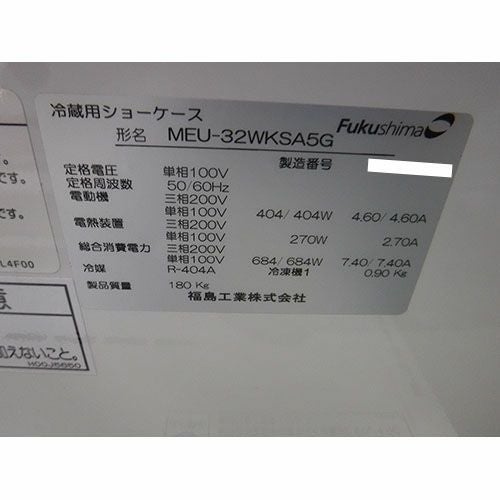 冷蔵用ショーケース
Fukushima
形名 MEU-32WKSA5G
製造番号
定格電圧 単相100V
定格周波数 50/60Hz
電動機 三相200V
単相100V 404/404W 4.60/4.60A
電熱装置 三相200V
単相100V 270W 2.70A
総合消費電力 三相200V
単相100V 684/684W 7.40/7.40A
冷媒 R-404A 冷凍機1 0.90 Kg
製品質量 180 Kg
福島工業株式会社
す。
です。
ます。
L4F00
意
加えないこと。
H00J5650